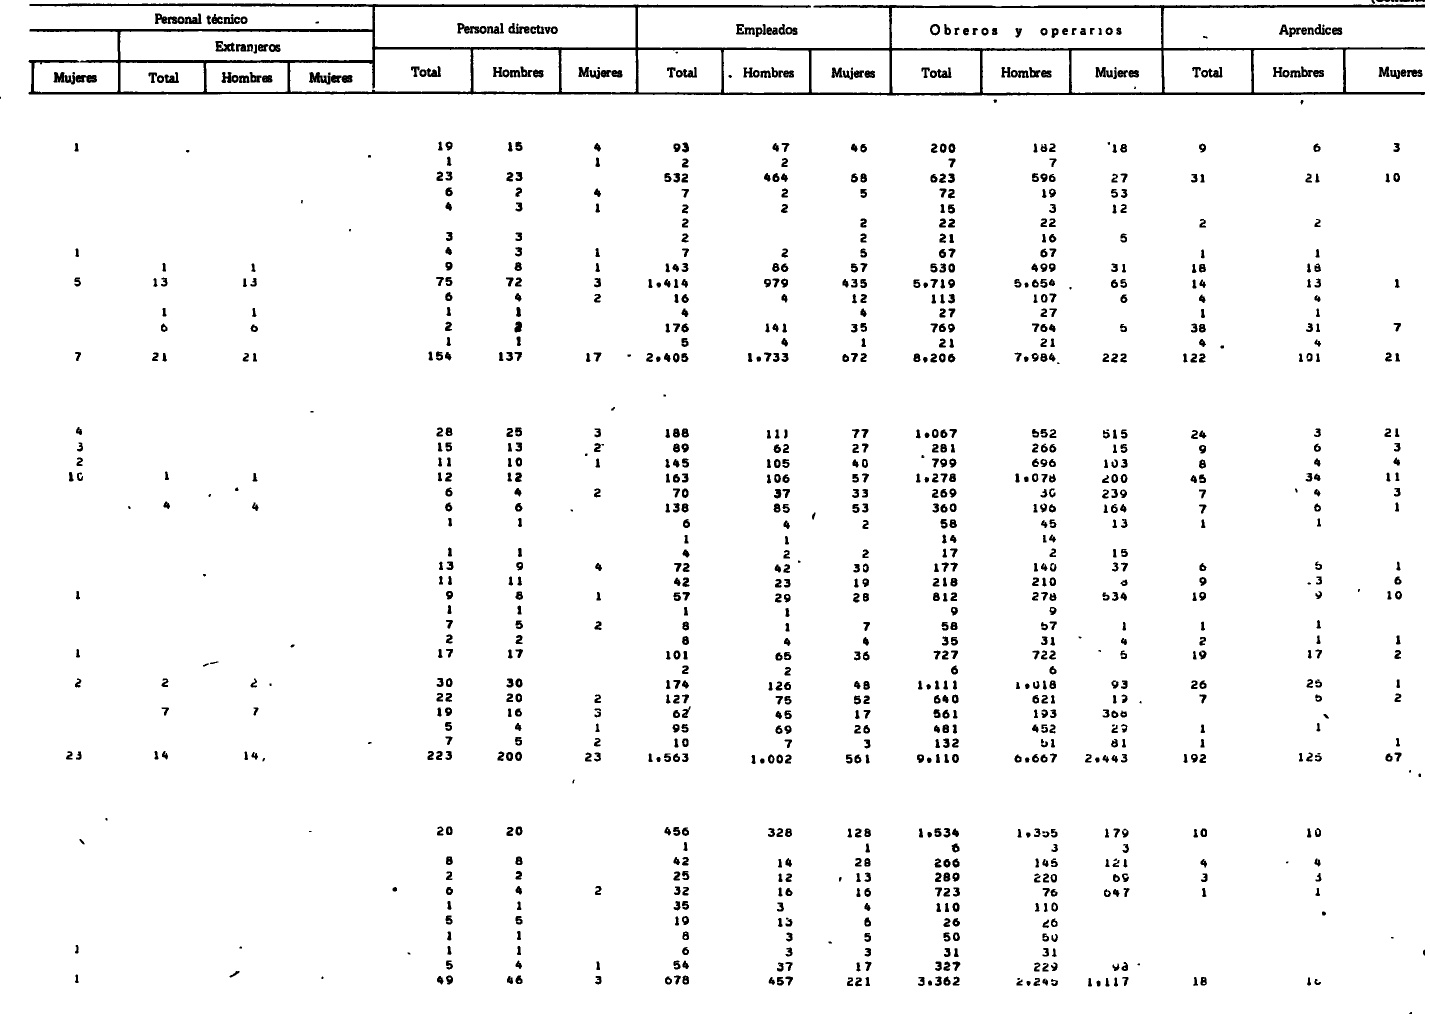 Personal técnico
Personal directivo Empleados Obreros y operarios Aprendices
Extranjeros
Mujeres Total Hombres Mujeres Total Hombres Mujeres Total Hombres Mujeres Total Hombres Mujeres Total Hombres Mujeres
1 19 15 4 93 47 46 200 182 18 9 6 3
1 1 2 2 7 7
23 23 532 464 68 623 596 27 31 21 10
6 2 4 7 2 5 72 19 53
4 3 1 2 2 15 3 12
2 2 22 22 2 2
3 3 2 2 21 16 5
1 4 3 1 7 2 5 67 67 1 1
1 1 9 8 1 143 86 57 530 499 31 18 18
5 13 13 75 72 3 1.414 979 435 5.719 5.654 65 14 13 1
6 4 2 16 4 12 113 107 6 4 4
1 1 1 1 4 4 27 27 1 1
6 6 2 2 176 141 35 769 764 5 38 31 7
1 1 5 4 1 21 21 4 4
7 21 21 154 137 17 2.405 1.733 672 8.206 7.984 222 122 101 21
4 28 25 3 188 111 77 1.067 552 515 24 3 21
3 15 13 2 89 62 27 281 266 15 9 6 3
2 11 10 1 145 105 40 799 696 103 8 4 4
10 1 1 12 12 163 106 57 1.278 1.078 200 45 34 11
6 4 2 70 37 33 269 30 239 7 4 3
4 4 6 6 138 85 53 360 196 164 7 6 1
1 1 6 4 2 58 45 13 1 1
1 1 14 14
1 1 4 2 2 17 2 15
13 9 4 72 42 30 177 140 37 6 5 1
11 11 42 23 19 218 210 8 9 3 6
1 9 8 1 57 29 28 812 278 534 19 9 10
1 1 1 1 9 9
7 5 2 8 1 7 58 57 1 1 1
2 2 8 4 4 35 31 4 2 1 1
1 17 17 101 65 36 727 722 5 19 17 2
2 2 6 6
2 2 2 30 30 174 126 48 1.111 1.018 93 26 25 1
22 20 2 127 75 52 640 621 19 7 5 2
7 7 19 16 3 62 45 17 561 193 368
5 4 1 95 69 26 481 452 29 1 1
7 5 2 10 7 3 132 51 81 1 1
23 14 14 223 200 23 1.563 1.002 561 9.110 6.667 2.443 192 125 67
20 20 456 328 128 1.534 1.355 179 10 10
1 1 6 3 3
8 8 42 14 28 266 145 121 4 4
2 2 25 12 13 289 220 69 3 3
6 4 2 32 16 16 723 76 647 1 1
1 1 35 3 4 110 110
5 5 19 13 6 26 26
1 1 8 3 5 50 50
1 1 1 6 3 3 31 31
5 4 1 54 37 17 327 229 98
1 49 46 3 678 457 221 3.362 2.245 1.117 18